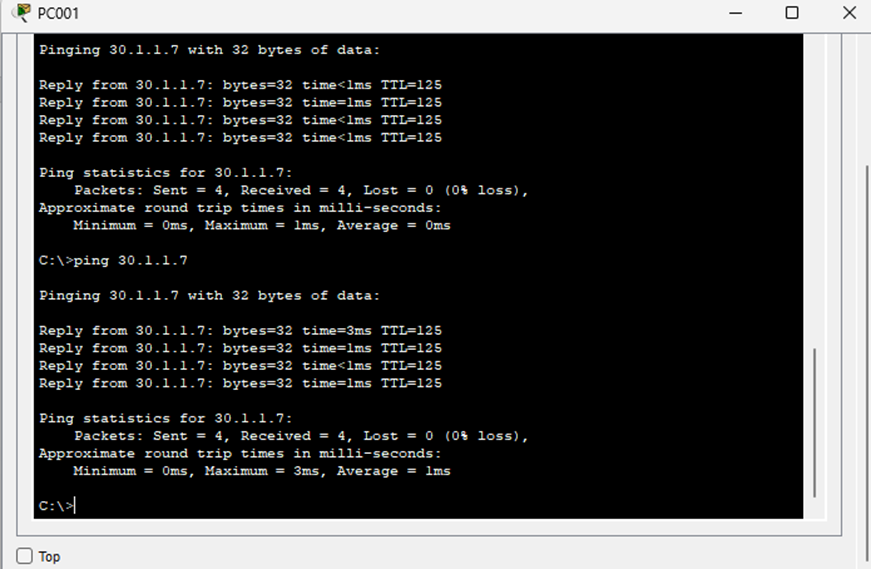 PC001
Pinging 30.1.1.7 with 32 bytes of data:
Reply from 30.1.1.7: bytes=32 time<1ms TTL=125
Reply from 30.1.1.7: bytes=32 time=1ms TTL=125
Reply from 30.1.1.7: bytes=32 time<1ms TTL=125
Reply from 30.1.1.7: bytes=32 time<1ms TTL=125
Ping statistics for 30.1.1.7:
    Packets: Sent = 4, Received = 4, Lost = 0 (0% loss),
Approximate round trip times in milli-seconds:
    Minimum = 0ms, Maximum = 1ms, Average = 0ms
C:\>ping 30.1.1.7
Pinging 30.1.1.7 with 32 bytes of data:
Reply from 30.1.1.7: bytes=32 time=3ms TTL=125
Reply from 30.1.1.7: bytes=32 time=1ms TTL=125
Reply from 30.1.1.7: bytes=32 time<1ms TTL=125
Reply from 30.1.1.7: bytes=32 time=1ms TTL=125
Ping statistics for 30.1.1.7:
    Packets: Sent = 4, Received = 4, Lost = 0 (0% loss),
Approximate round trip times in milli-seconds:
    Minimum = 0ms, Maximum = 3ms, Average = 1ms
C:\>
Top